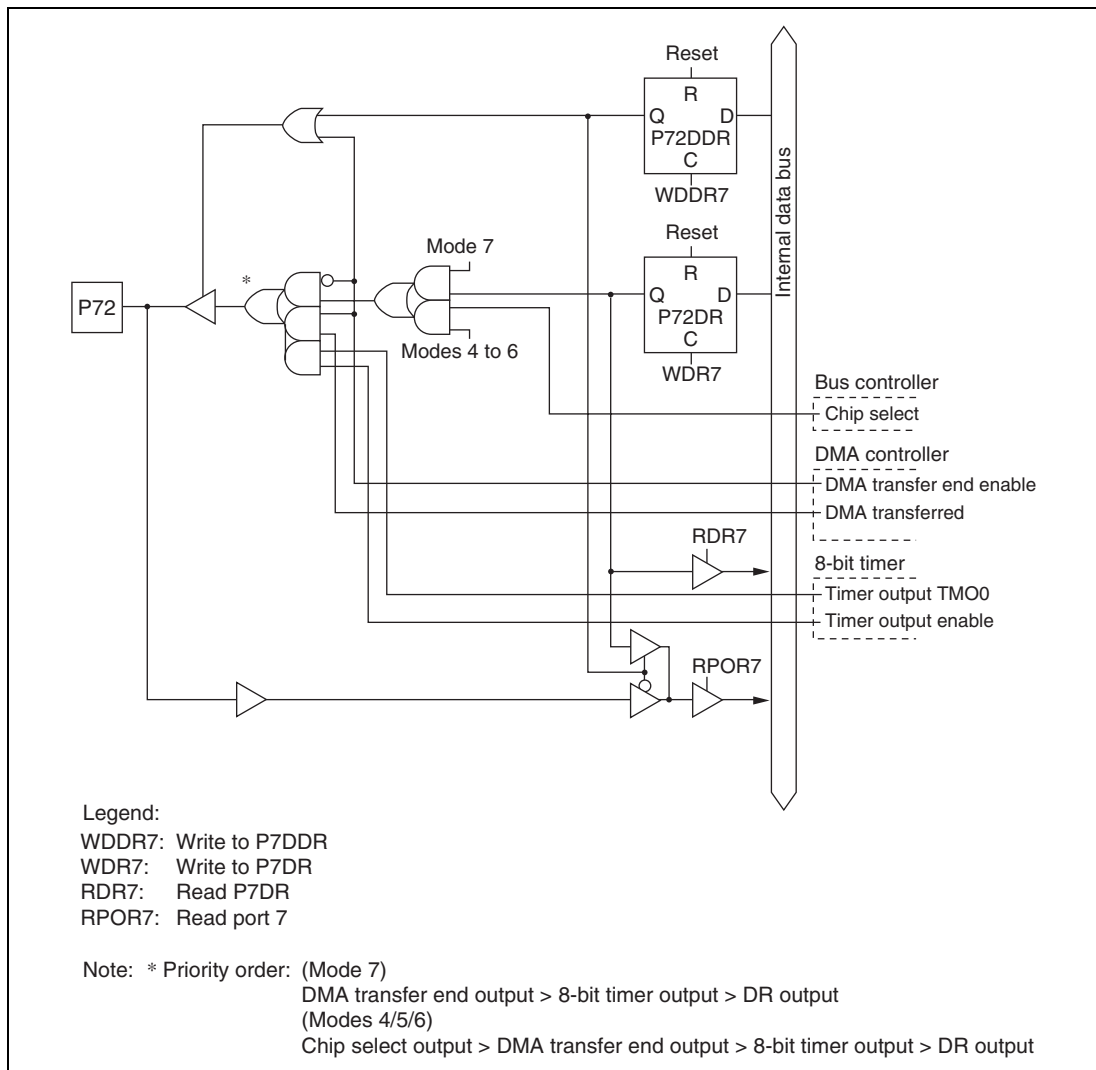 Reset
R
Q D
P72DDR
C
WDDR7
Internal data bus
Mode 7
Reset
R
*
Q D
P72
P72DR
C
Modes 4 to 6
WDR7
Bus controller
Chip select
DMA controller
DMA transfer end enable
DMA transferred
RDR7
8-bit timer
Timer output TMO0
Timer output enable
RPOR7
Legend:
WDDR7: Write to P7DDR
WDR7: Write to P7DR
RDR7: Read P7DR
RPOR7: Read port 7
Note: * Priority order: (Mode 7)
DMA transfer end output > 8-bit timer output > DR output
(Modes 4/5/6)
Chip select output > DMA transfer end output > 8-bit timer output > DR output